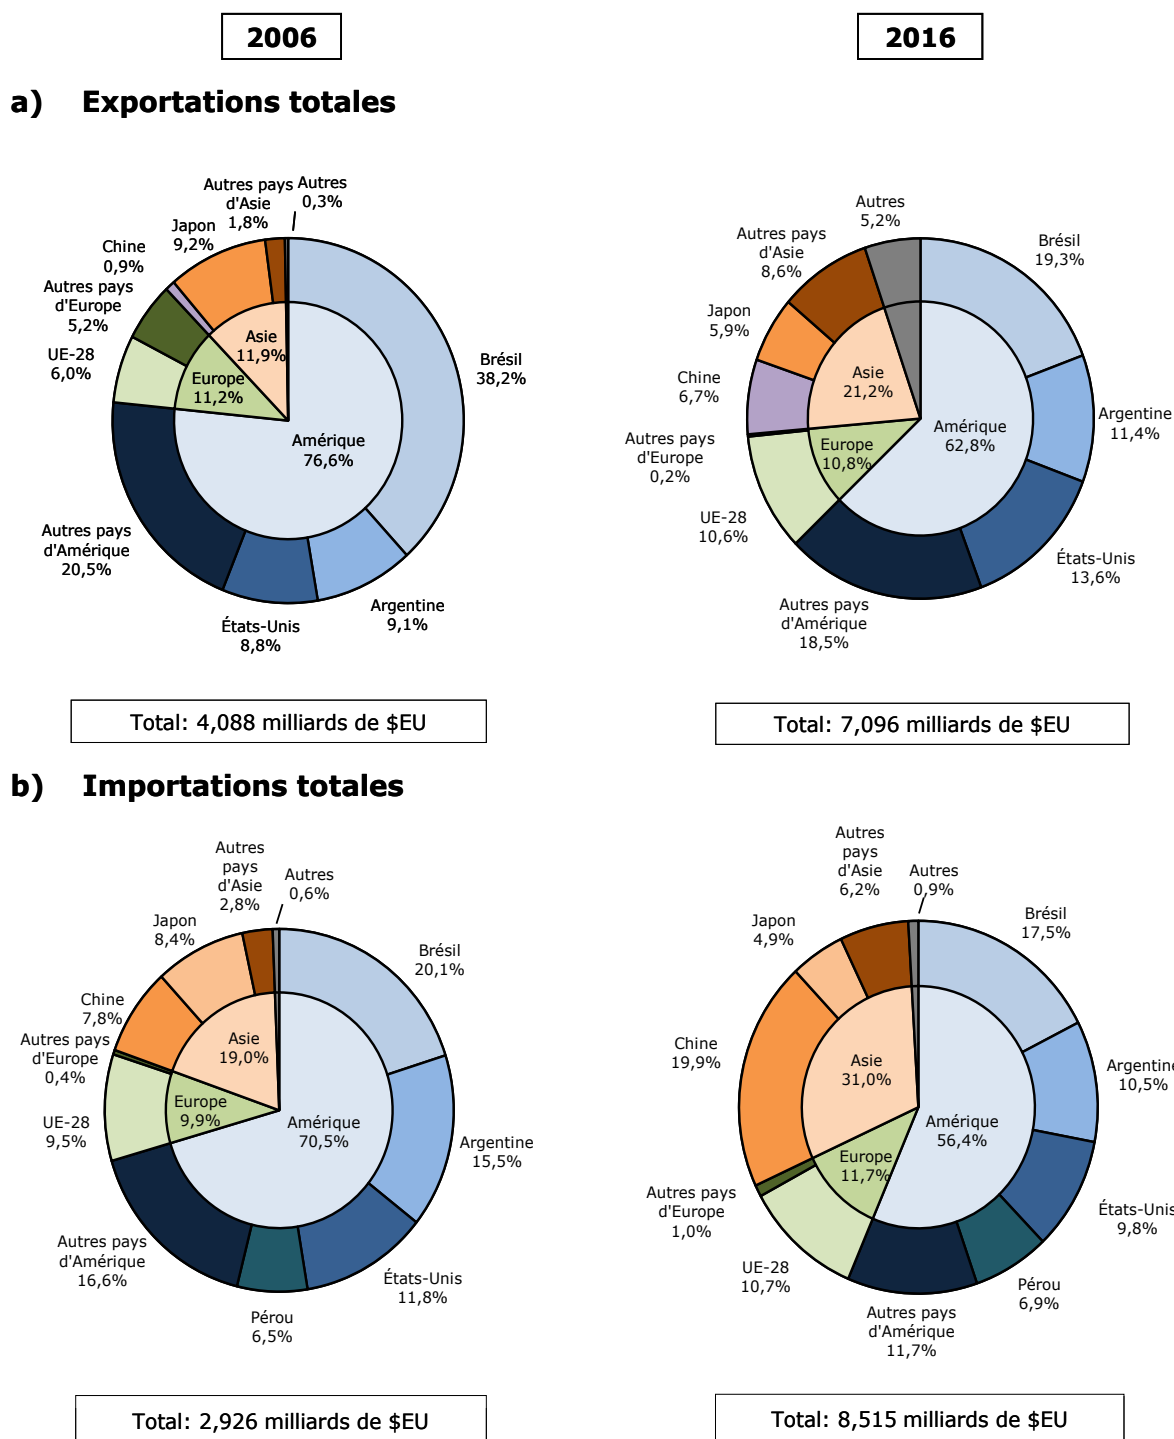 2006
2016
a) Exportations totales
Autres pays
d'Asie
1,8%
Autres
0,3%
Japon
9,2%
Chine
0,9%
Autres pays
d'Europe
5,2%
UE-28
6,0%
Asie
11,9%
Europe
11,2%
Amérique
76,6%
Brésil
38,2%
Autres pays
d'Amérique
20,5%
États-Unis
8,8%
Argentine
9,1%
Total: 4,088 milliards de $EU
Autres
5,2%
Autres pays
d'Asie
8,6%
Japon
5,9%
Chine
6,7%
Autres pays
d'Europe
0,2%
UE-28
10,6%
Asie
21,2%
Europe
10,8%
Amérique
62,8%
Brésil
19,3%
Argentine
11,4%
États-Unis
13,6%
Autres pays
d'Amérique
18,5%
Total: 7,096 milliards de $EU
b) Importations totales
Autres
pays
d'Asie
2,8%
Autres
0,6%
Japon
8,4%
Chine
7,8%
Autres pays
d'Europe
0,4%
UE-28
9,5%
Asie
19,0%
Europe
9,9%
Amérique
70,5%
Brésil
20,1%
Argentine
15,5%
États-Unis
11,8%
Pérou
6,5%
Autres pays
d'Amérique
16,6%
Total: 2,926 milliards de $EU
Autres
pays
d'Asie
6,2%
Autres
0,9%
Japon
4,9%
Chine
19,9%
Autres pays
d'Europe
1,0%
UE-28
10,7%
Asie
31,0%
Europe
11,7%
Amérique
56,4%
Brésil
17,5%
Argentine
10,5%
États-Unis
9,8%
Pérou
6,9%
Autres pays
d'Amérique
11,7%
Total: 8,515 milliards de $EU